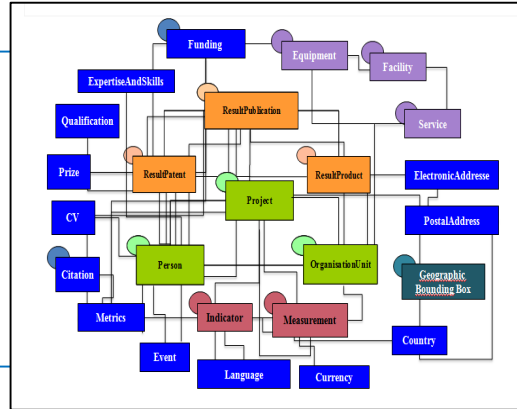 Funding
Equipment
Facility
ExpertiseAndSkills
ResultPublication
Qualification
Service
Prize
ResultPatent
ResultProduct
ElectronicAddresse
Project
CV
PostalAddress
Citation
Person
OrganisationUnit
Geographic
Bounding Box
Metrics
Indicator
Measurement
Country
Event
Language
Currency